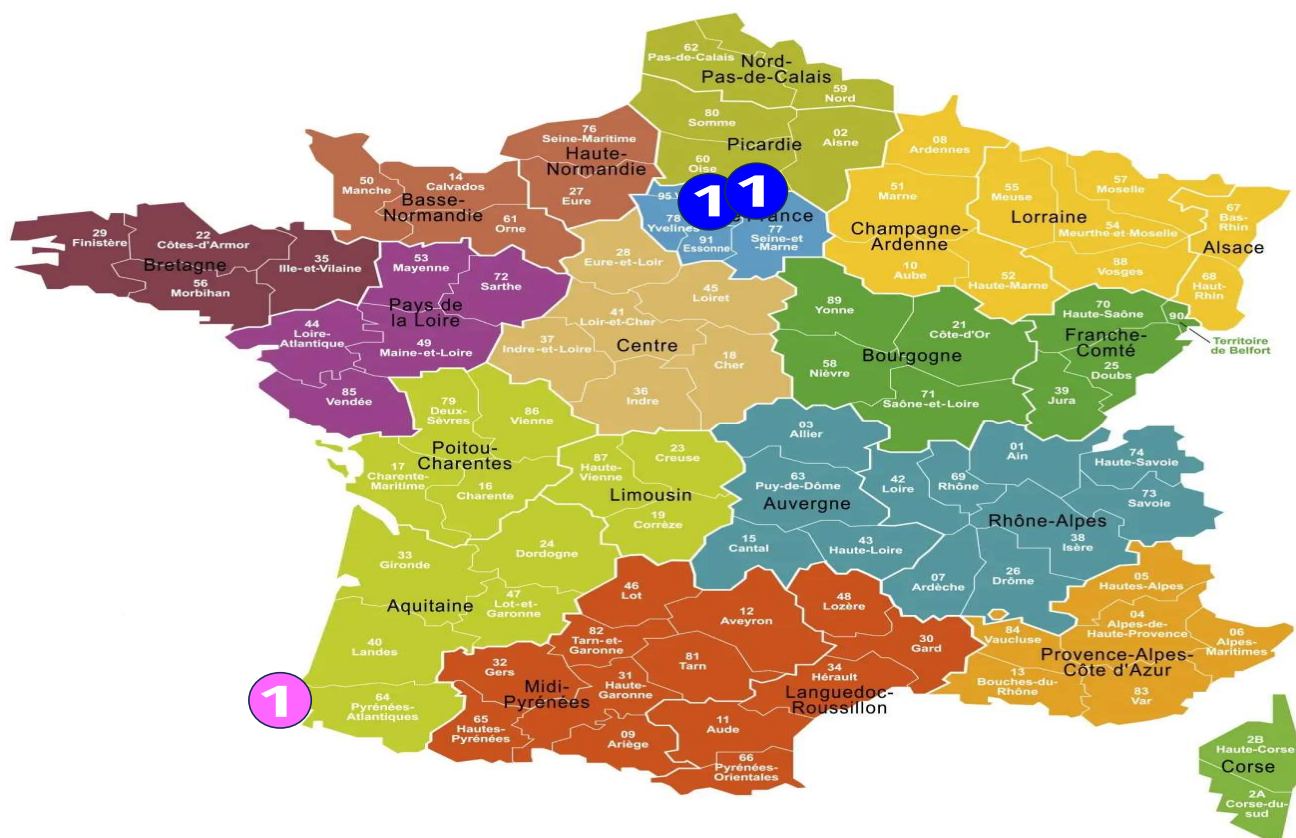 62
Pas-de-Calais
Nord-
Pas-de-Calais
59
Nord
80
Somme
Picardie
02
Aisne
60
Oise
76
Seine-Maritime
Haute-
Normandie
27
Eure
50
Manche
14
Calvados
Basse-
Normandie
61
Orne
08
Ardennes
51
Marne
Champagne-
Ardenne
10
Aube
52
Haute-Marne
55
Meuse
57
Moselle
Lorraine
54
Meurthe-et-Moselle
88
Vosges
67
Bas-
Rhin
Alsace
68
Haut-
Rhin
1
1
95
France
78
Yvelines
91
Essonne
77
Seine-et
-Marne
29
Finistère
22
Côtes-d'Armor
Bretagne
35
Ille-et-Vilaine
56
Morbihan
53
Mayenne
72
Sarthe
Pays de
la Loire
44
Loire-
Atlantique
49
Maine-et-Loire
85
Vendée
28
Eure-et-Loir
45
Loiret
41
Loir-et-Cher
37
Indre-et-Loire
Centre
18
Cher
36
Indre
89
Yonne
21
Côte-d'Or
Bourgogne
58
Nièvre
71
Saône-et-Loire
70
Haute-Saône
90
Territoire
de Belfort
Franche-
Comté
25
Doubs
39
Jura
79
Deux-
Sèvres
86
Vienne
Poitou-
Charentes
17
Charente-
Maritime
16
Charente
23
Creuse
87
Haute-
Vienne
Limousin
19
Corrèze
03
Allier
63
Puy-de-Dôme
Auvergne
15
Cantal
43
Haute-Loire
42
Loire
69
Rhône
01
Ain
74
Haute-Savoie
73
Savoie
Rhône-Alpes
38
Isère
07
Ardèche
26
Drôme
24
Dordogne
33
Gironde
47
Lot-et-
Garonne
Aquitaine
40
Landes
1
64
Pyrénées-
Atlantiques
46
Lot
12
Aveyron
82
Tarn-et-
Garonne
81
Tarn
32
Gers
31
Haute-
Garonne
Midi-
Pyrénées
65
Hautes-
Pyrénées
09
Ariège
48
Lozère
30
Gard
34
Hérault
Languedoc-
Roussillon
11
Aude
66
Pyrénées-
Orientales
05
Hautes-Alpes
04
Alpes-de-
Haute-Provence
06
Alpes-
Maritimes
84
Vaucluse
Provence-Alpes-
Côte d'Azur
13
Bouches-du-
Rhône
83
Var
2B
Haute-Corse
Corse
2A
Corse-du-
sud